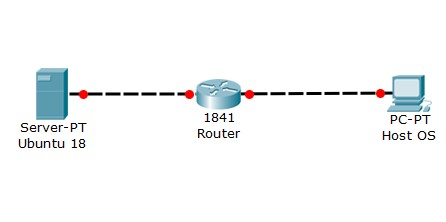 Server-PT
Ubuntu 18
1841
Router
PC-PT
Host OS